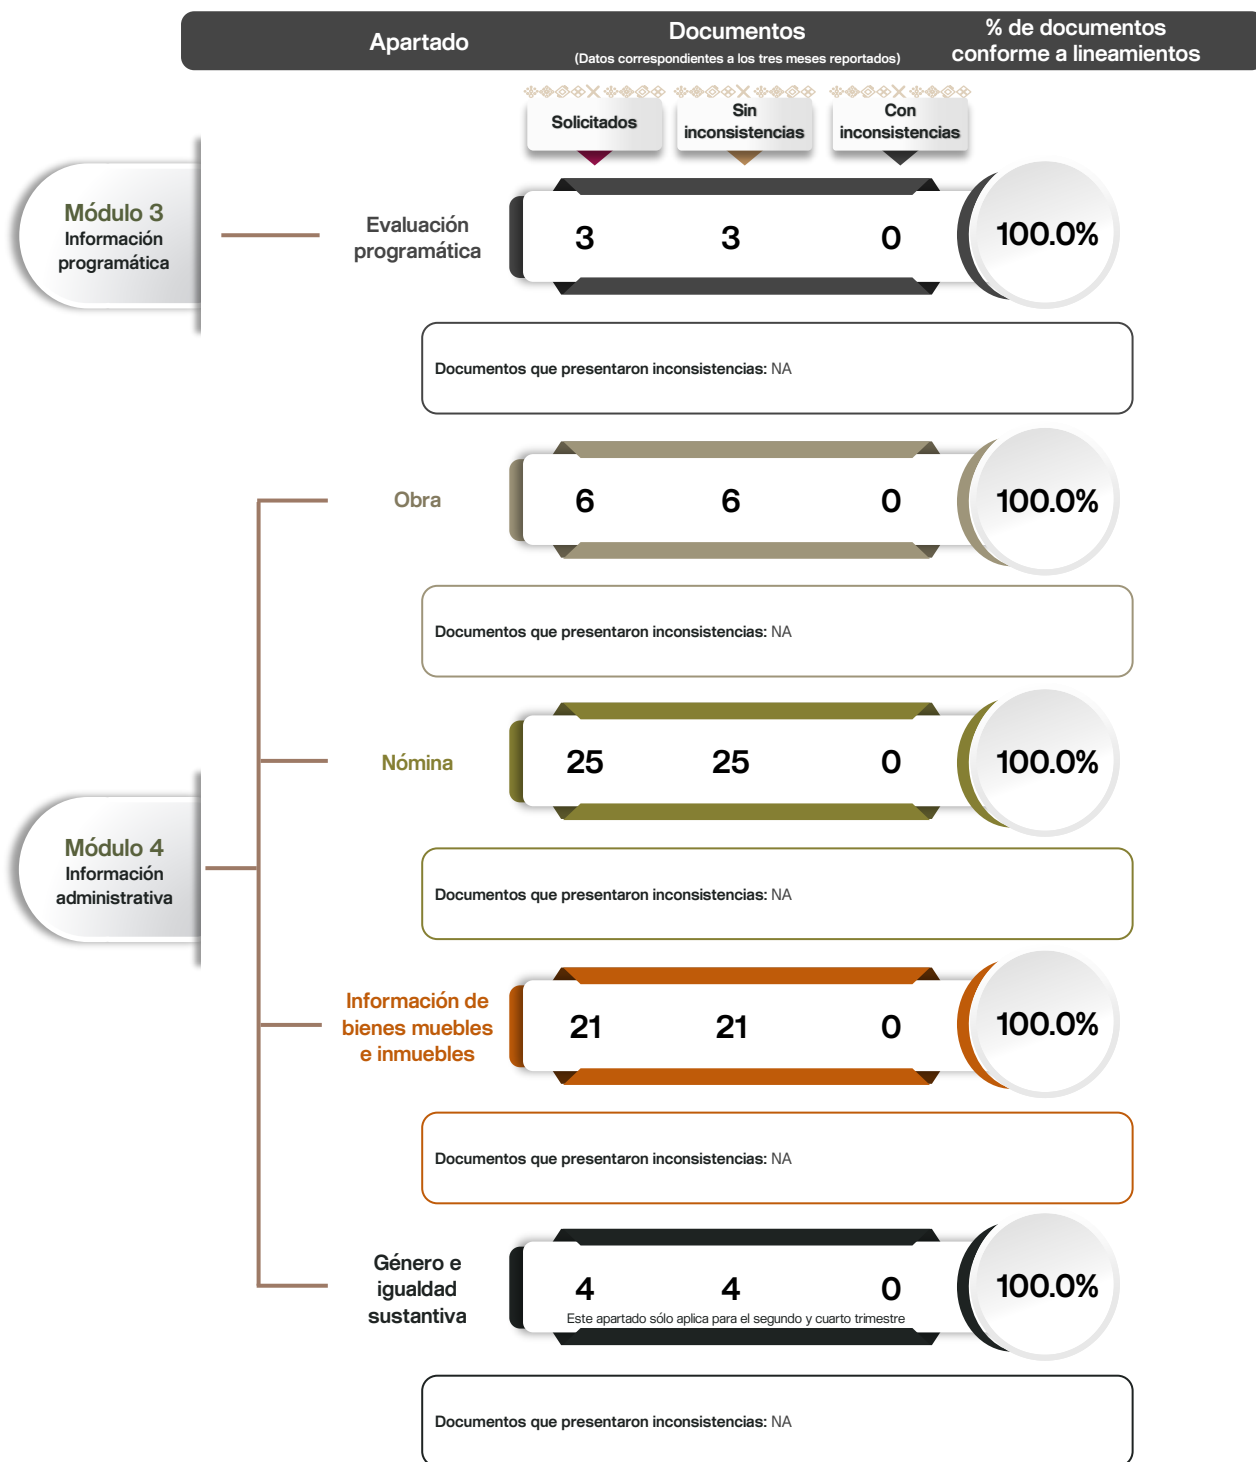 Apartado
Documentos
(Datos correspondientes a los tres meses reportados)
% de documentos
conforme a lineamientos
Solicitados
Sin
inconsistencias
Con
inconsistencias
Módulo 3
Información
programática
Evaluación
programática
3 3 0 100.0%
Documentos que presentaron inconsistencias: NA
Obra
6 6 0 100.0%
Documentos que presentaron inconsistencias: NA
Nómina
25 25 0 100.0%
Documentos que presentaron inconsistencias: NA
Módulo 4
Información
administrativa
Información de
bienes muebles
e inmuebles
21 21 0 100.0%
Documentos que presentaron inconsistencias: NA
Género e
igualdad
sustantiva
4 4 0 100.0%
Este apartado sólo aplica para el segundo y cuarto trimestre
Documentos que presentaron inconsistencias: NA